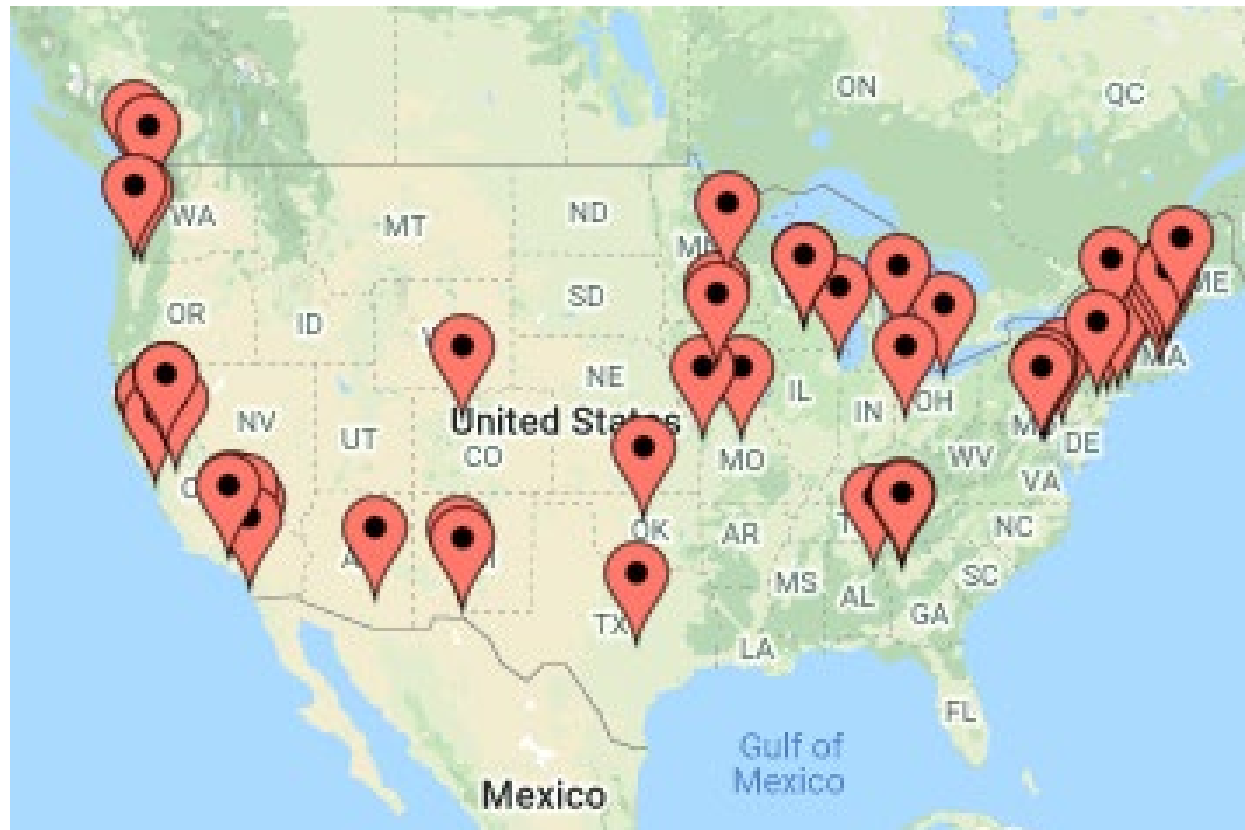 ON
QC
WA
MT
ND
ME
OR
ID
SD
MA
NE
IL
IN
OH
NV
United States
UT
CO
MO
WV
DE
VA
OK
AR
NC
MS
AL
SC
GA
TX
LA
FL
Gulf of
Mexico
Mexico